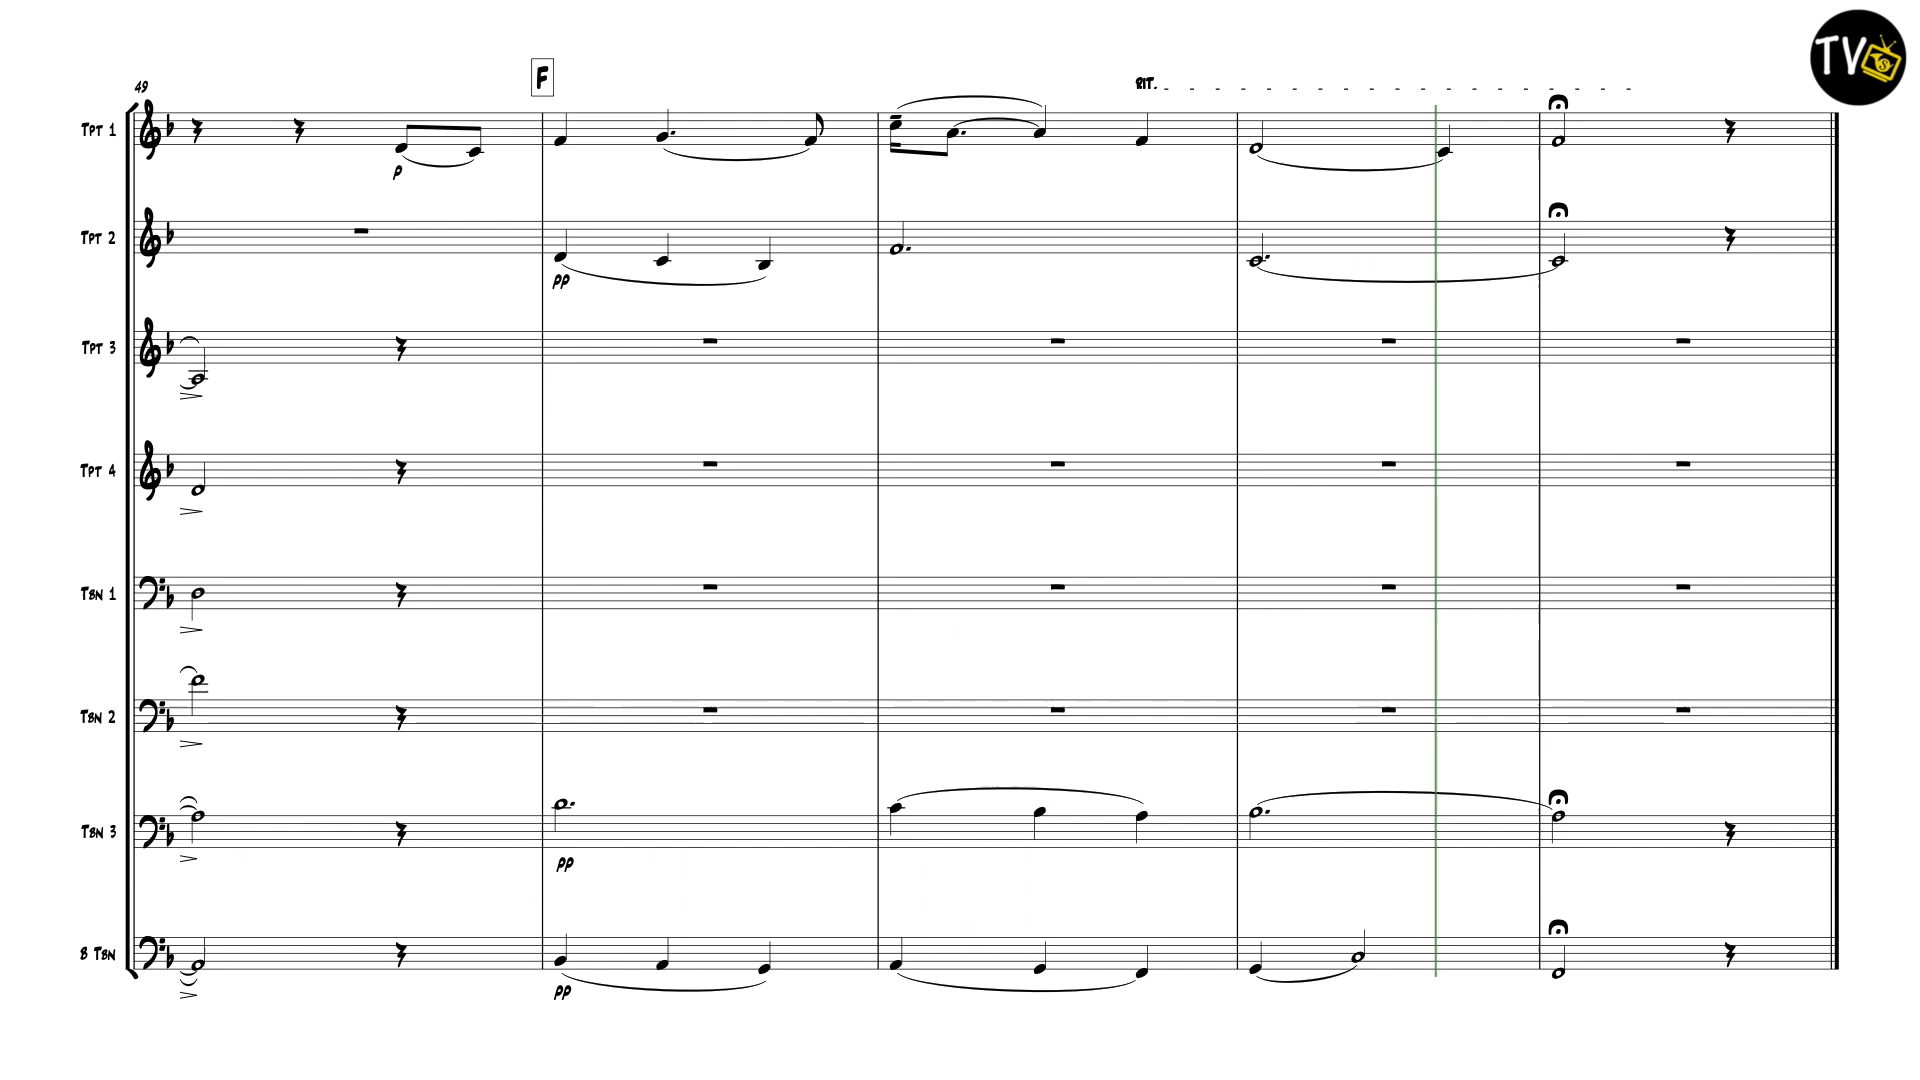 TV S
49
F
RIT.
TPT 1
p
TPT 2
pp
TPT 3
TPT 4
TBN 1
TBN 2
TBN 3
pp
B TBN
pp